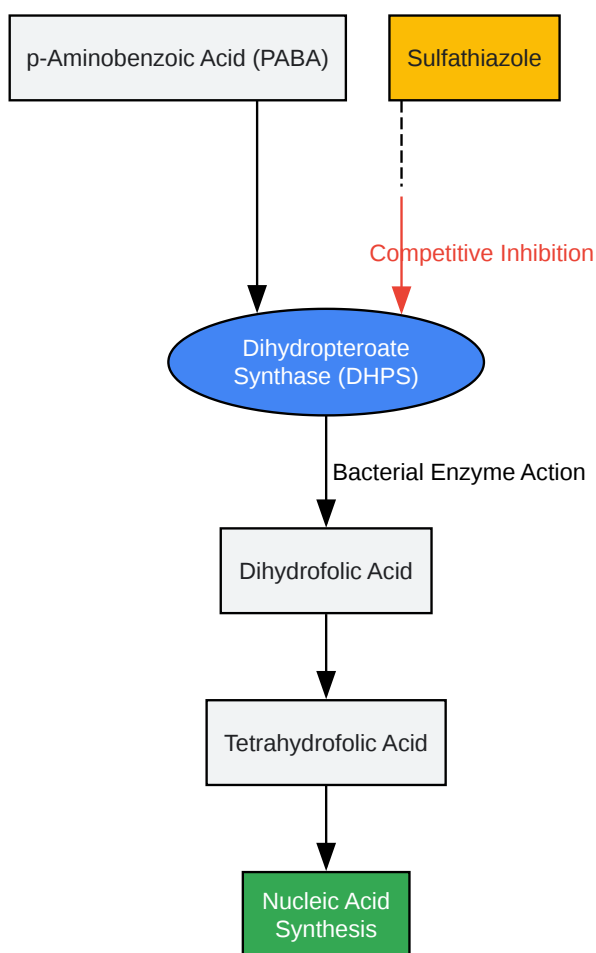 p-Aminobenzoic Acid (PABA)
Sulfathiazole
Competitive Inhibition
Dihydropteroate
Synthase (DHPS)
Bacterial Enzyme Action
Dihydrofolic Acid
Tetrahydrofolic Acid
Nucleic Acid
Synthesis